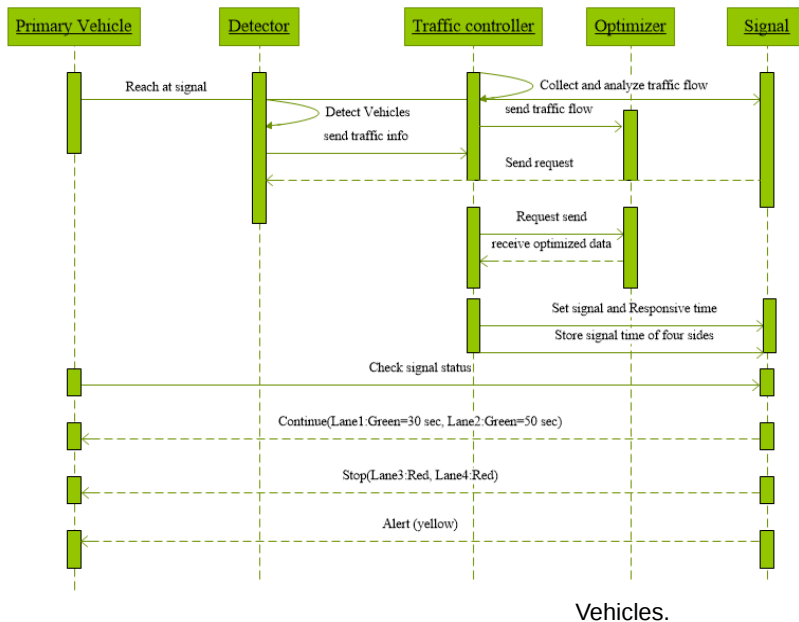 Primary Vehicle
Detector
Traffic controller
Optimizer
Signal
Reach at signal
Collect and analyze traffic flow
Detect Vehicles
send traffic flow
send traffic info
Send request
Request send
receive optimized data
Set signal and Responsive time
Store signal time of four sides
Check signal status
Continue(Lane1:Green=30 sec, Lane2:Green=50 sec)
Stop(Lane3:Red, Lane4:Red)
Alert (yellow)
Vehicles.